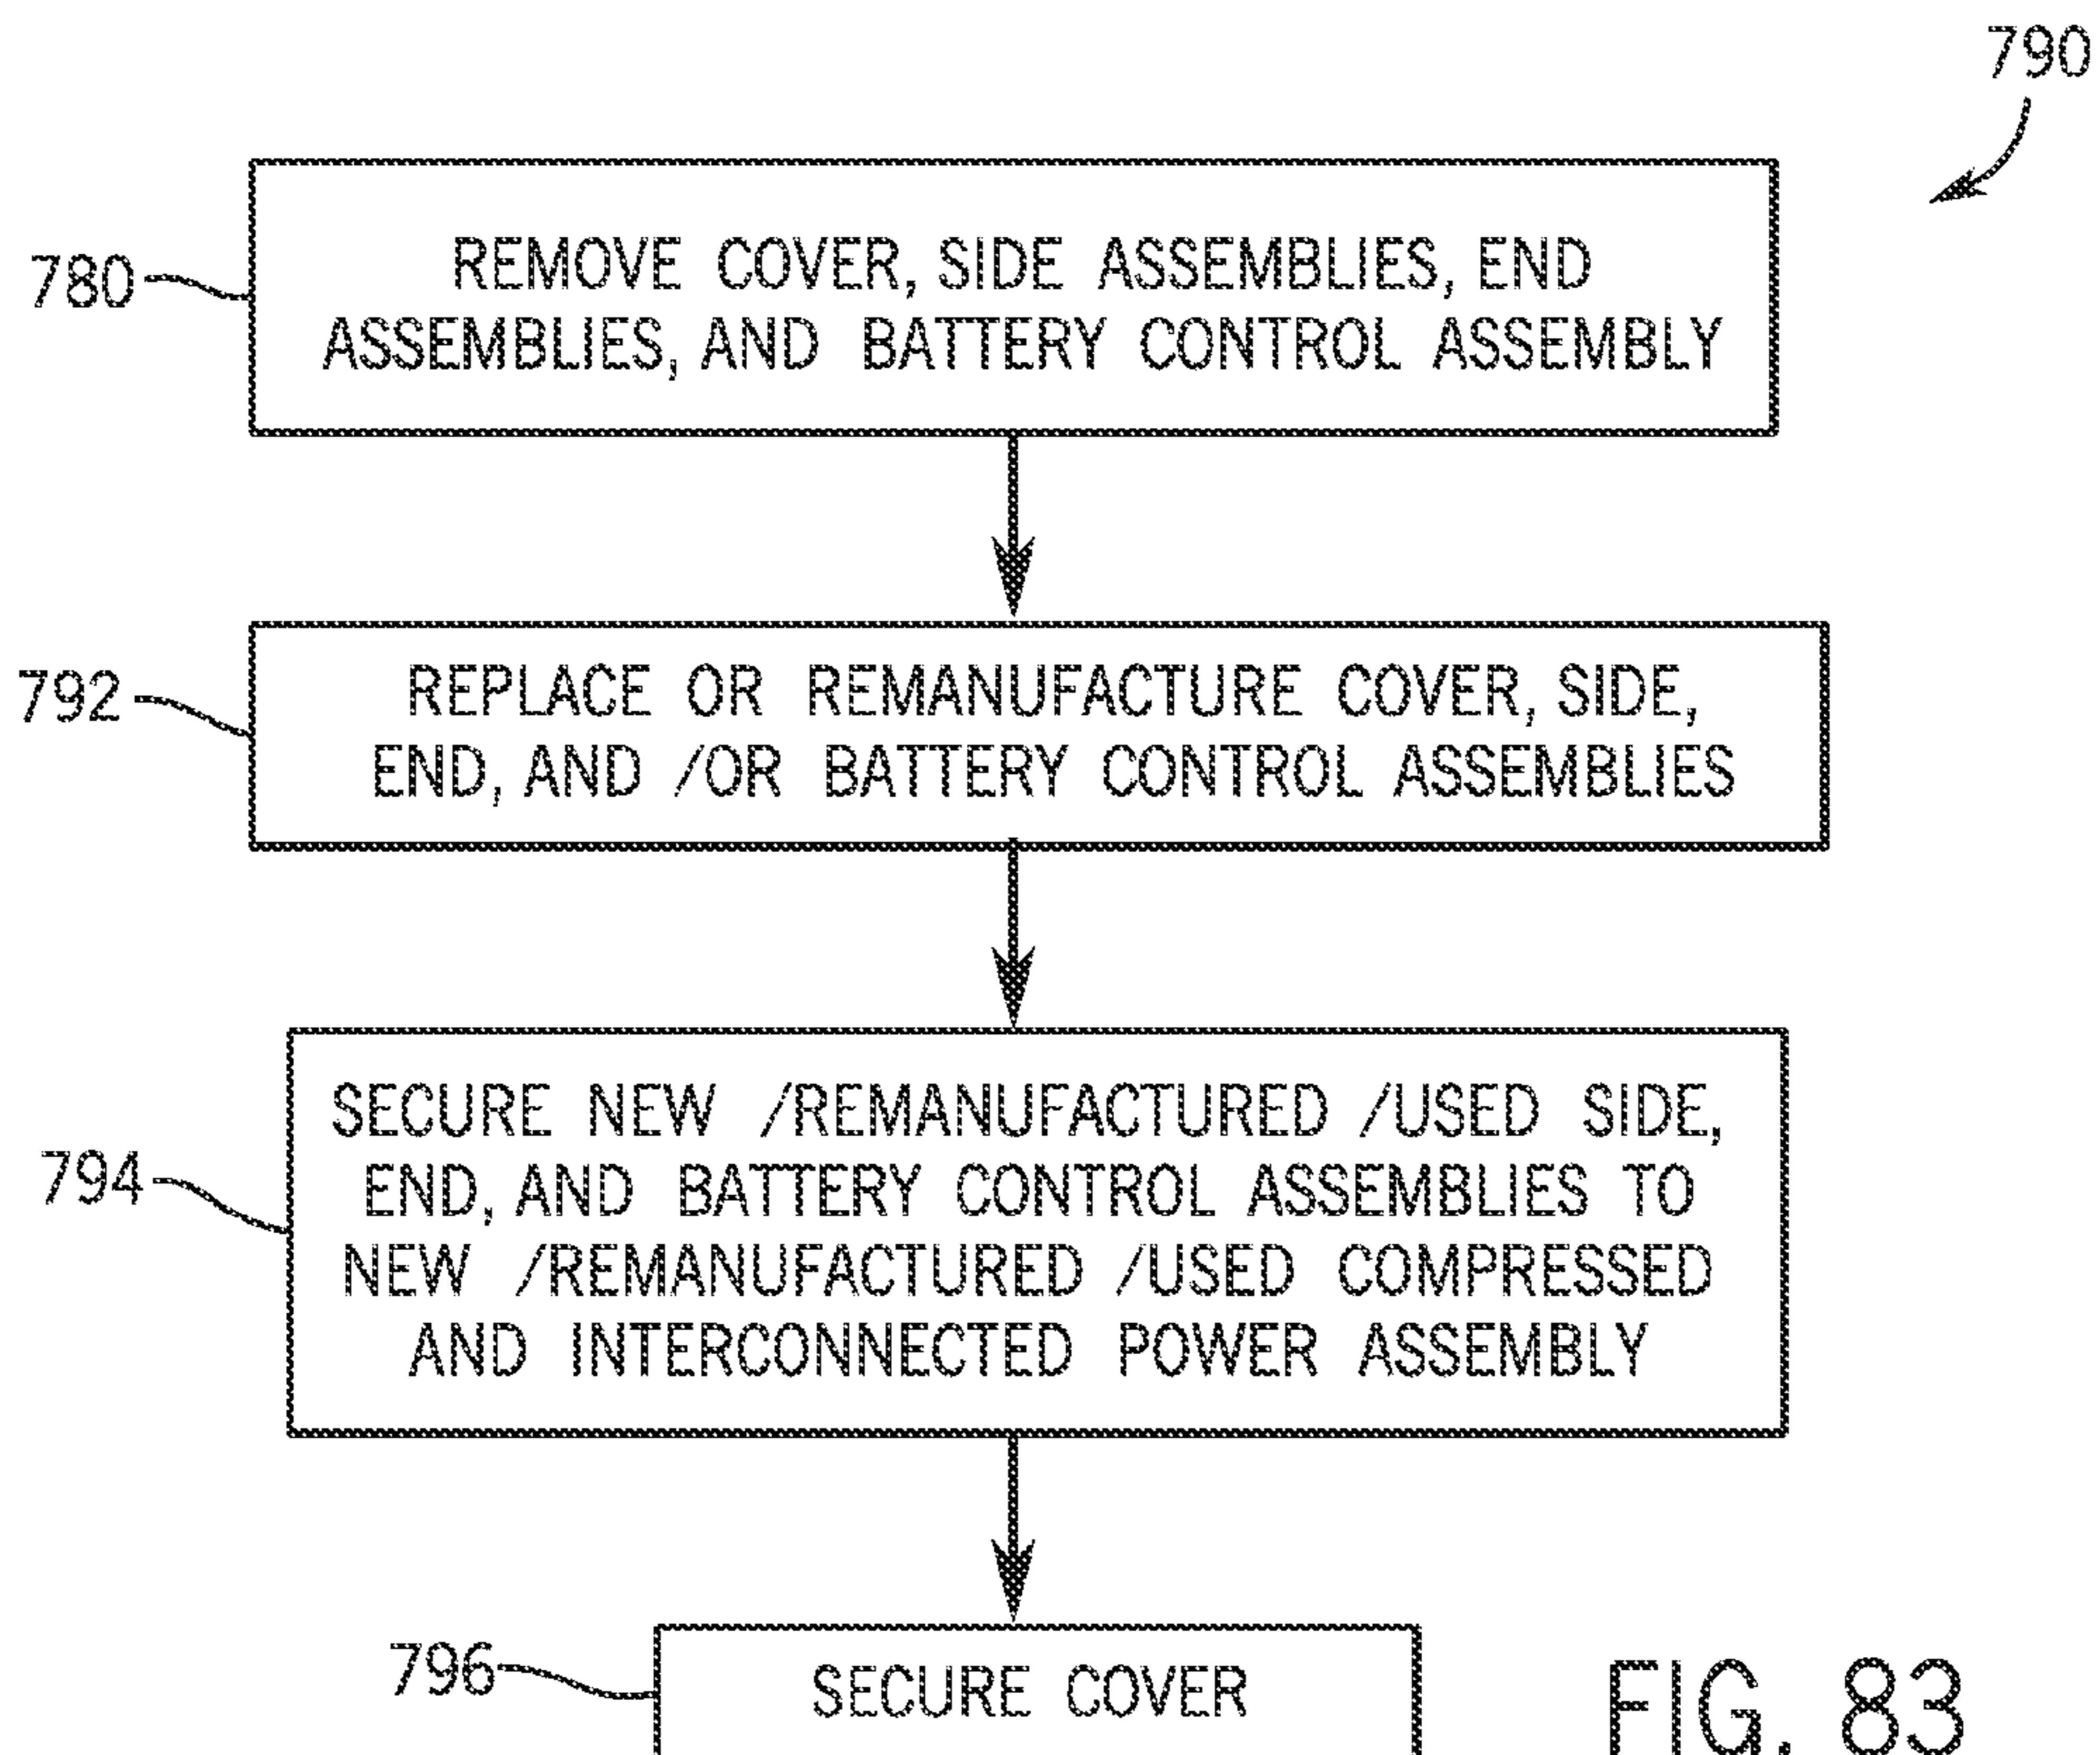 790
780
REMOVE COVER, SIDE ASSEMBLIES, END
ASSEMBLIES, AND BATTERY CONTROL ASSEMBLY
792
REPLACE OR REMANUFACTURE COVER, SIDE,
END, AND /OR BATTERY CONTROL ASSEMBLIES
794
SECURE NEW /REMANUFACTURED /USED SIDE,
END, AND BATTERY CONTROL ASSEMBLIES TO
NEW /REMANUFACTURED /USED COMPRESSED
AND INTERCONNECTED POWER ASSEMBLY
796
SECURE COVER
FIG. 83